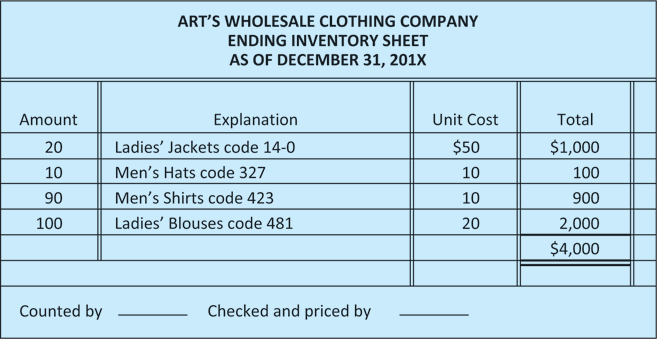 ART'S WHOLESALE CLOTHING COMPANY
ENDING INVENTORY SHEET
AS OF DECEMBER 31, 201X
Amount Explanation Unit Cost Total
20 Ladies' Jackets code 14-0 $50 $1,000
10 Men's Hats code 327 10 100
90 Men's Shirts code 423 10 900
100 Ladies' Blouses code 481 20 2,000
$4,000
Counted by ________ Checked and priced by ________